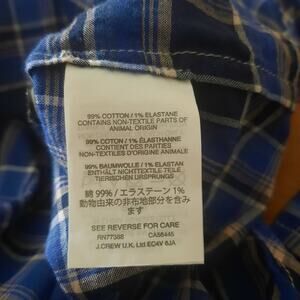 99% COTTON / 1% ELASTANE
CONTAINS NON-TEXTILE PARTS OF
ANIMAL ORIGIN
99% COTON / 1% ÉLASTHANNE
CONTIENT DES PARTIES
NON-TEXTILES D'ORIGINE ANIMALE
99% BAUMWOLLE / 1% ELASTAN
ENTHÄLT NICHTTEXTILE TEILE
TIERISCHEN URSPRUNGS
綿 99% / エラステーン 1%
動物由来の非布地部分を含む
SEE REVERSE FOR CARE
RN77388 CA56445
J.CREW U.K. Ltd EC4V 6JA